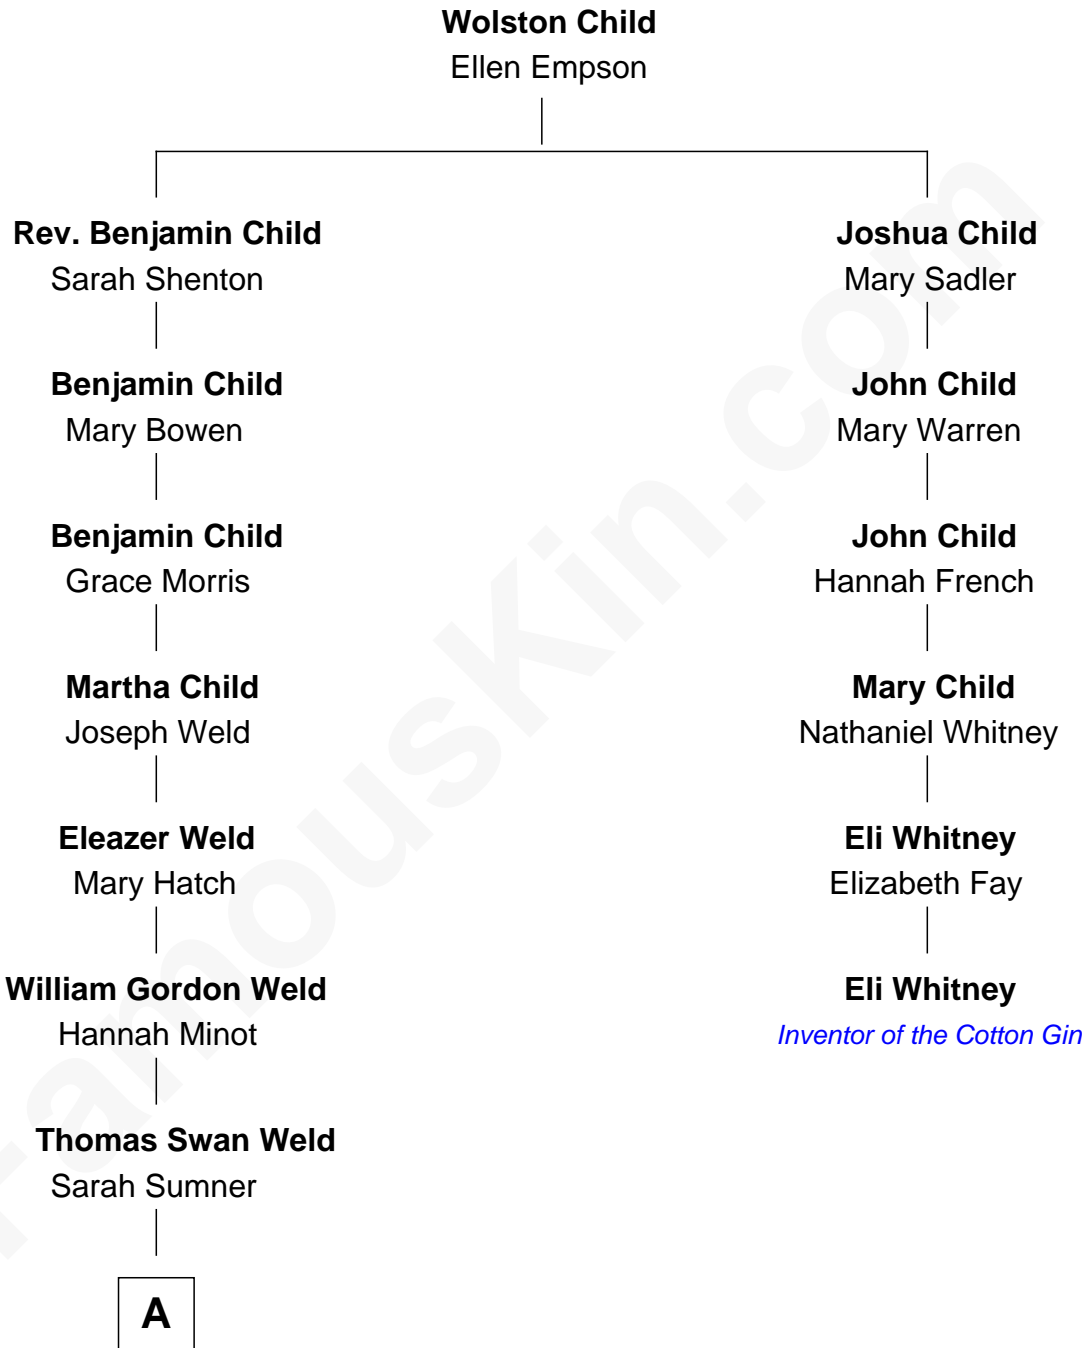 Wolston Child
Ellen Empson
Rev. Benjamin Child
Sarah Shenton
Joshua Child
Mary Sadler
Benjamin Child
Mary Bowen
John Child
Mary Warren
Benjamin Child
Grace Morris
John Child
Hannah French
Martha Child
Joseph Weld
Mary Child
Nathaniel Whitney
Eleazer Weld
Mary Hatch
Eli Whitney
Elizabeth Fay
William Gordon Weld
Hannah Minot
Eli Whitney
Inventor of the Cotton Gin
Thomas Swan Weld
Sarah Sumner
A
FamousKin.com